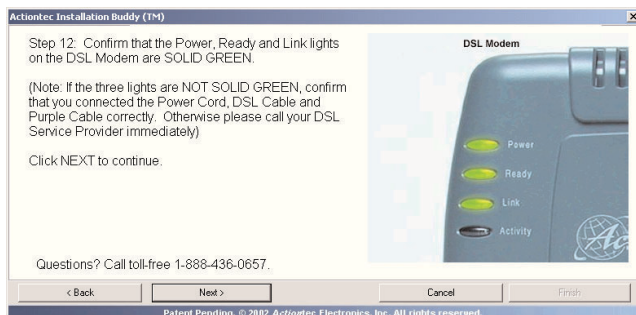 Actiontec Installation Buddy (TM)
Step 12: Confirm that the Power, Ready and Link lights
on the DSL Modem are SOLID GREEN.
(Note: If the three lights are NOT SOLID GREEN, confirm
that you connected the Power Cord, DSL Cable and
Purple Cable correctly. Otherwise please call your DSL
Service Provider immediately)
Click NEXT to continue.
Questions? Call toll-free 1-888-436-0657.
DSL Modem
Power
Ready
Link
Activity
< Back
Next >
Cancel
Finish
Patent Pending. © 2002 Actiontec Electronics, Inc. All rights reserved.